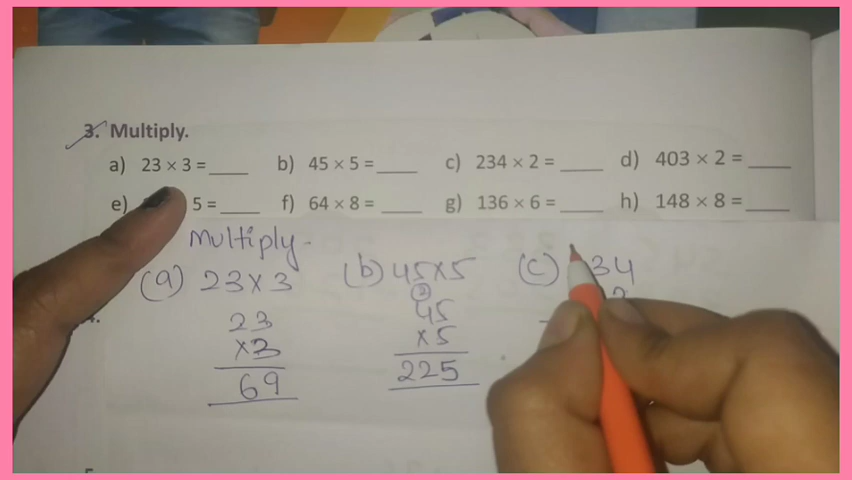 3. Multiply.
a) 23 × 3 = ____ b) 45 × 5 = ____ c) 234 × 2 = ____ d) 403 × 2 = ____
e) 5 = ____ f) 64 × 8 = ____ g) 136 × 6 = ____ h) 148 × 8 = ____
Multiply -
(a) 23×3 (b) 45×5 (c) 34
23 ② 45
×3 ×5
69 225